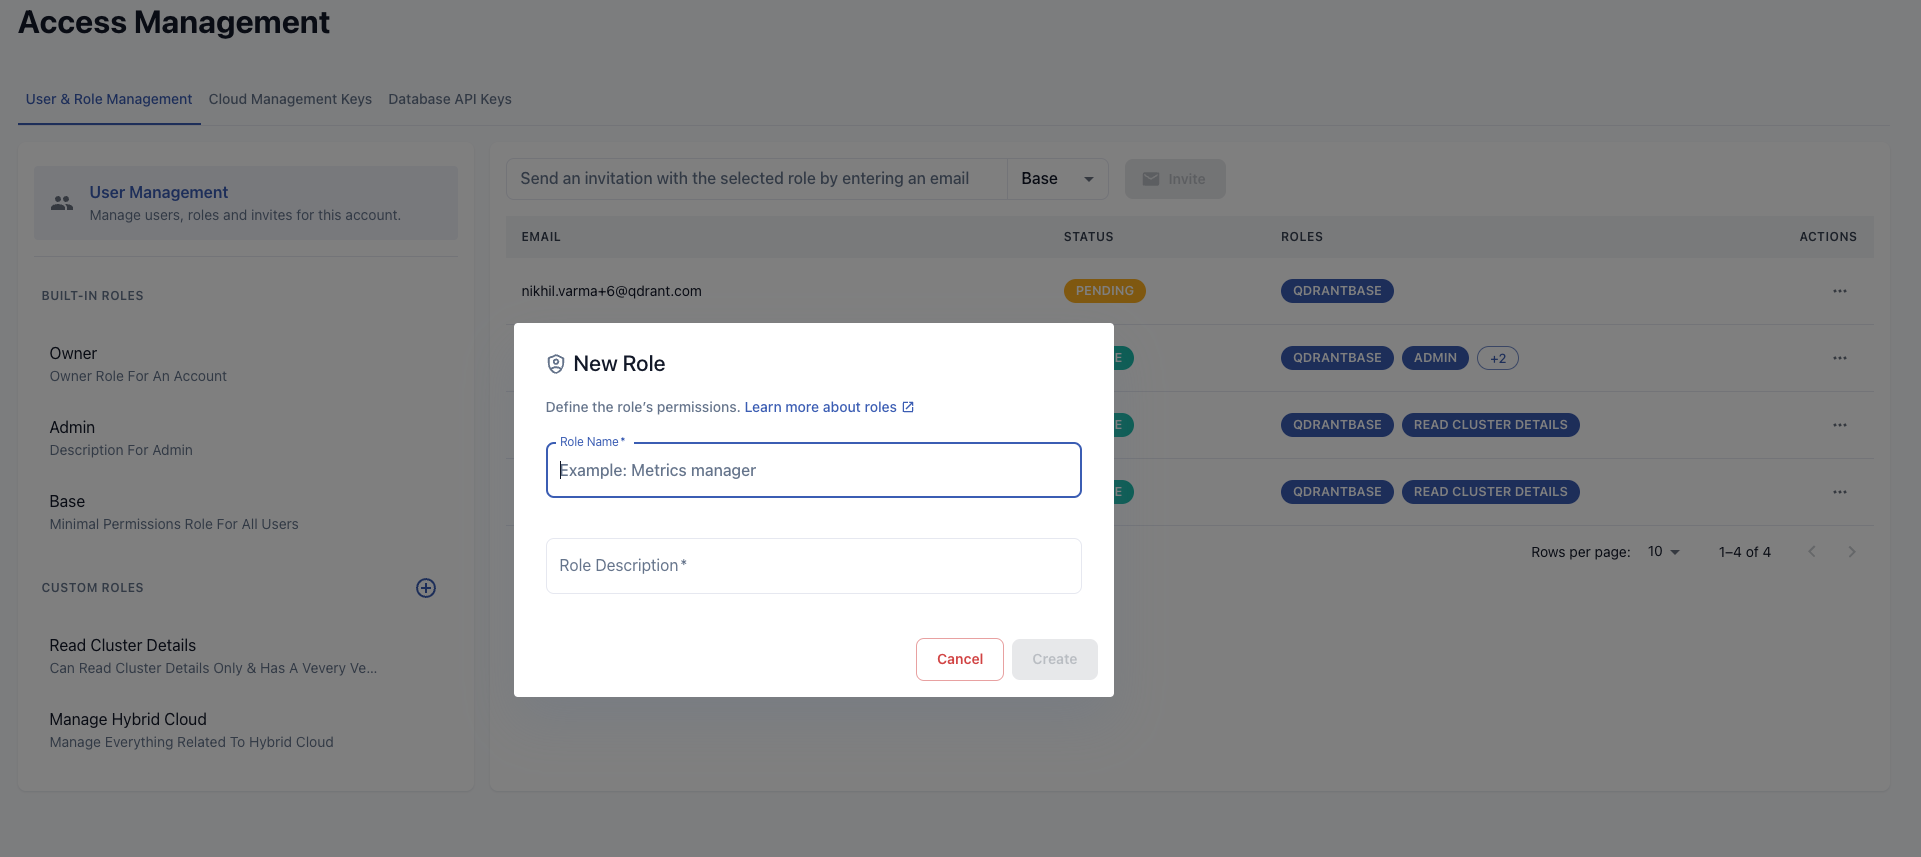 Access Management
User & Role Management
Cloud Management Keys
Database API Keys
User Management
Manage users, roles and invites for this account.
BUILT-IN ROLES
Owner
Owner Role For An Account
Admin
Description For Admin
Base
Minimal Permissions Role For All Users
CUSTOM ROLES
Read Cluster Details
Can Read Cluster Details Only & Has A Vevery Ve...
Manage Hybrid Cloud
Manage Everything Related To Hybrid Cloud
Send an invitation with the selected role by entering an email
Base
Invite
EMAIL STATUS ROLES ACTIONS
nikhil.varma+6@qdrant.com PENDING QDRANTBASE
E QDRANTBASE ADMIN +2
E QDRANTBASE READ CLUSTER DETAILS
E QDRANTBASE READ CLUSTER DETAILS
Rows per page: 10 1–4 of 4
New Role
Define the role's permissions. Learn more about roles
Role Name*
Example: Metrics manager
Role Description*
Cancel
Create